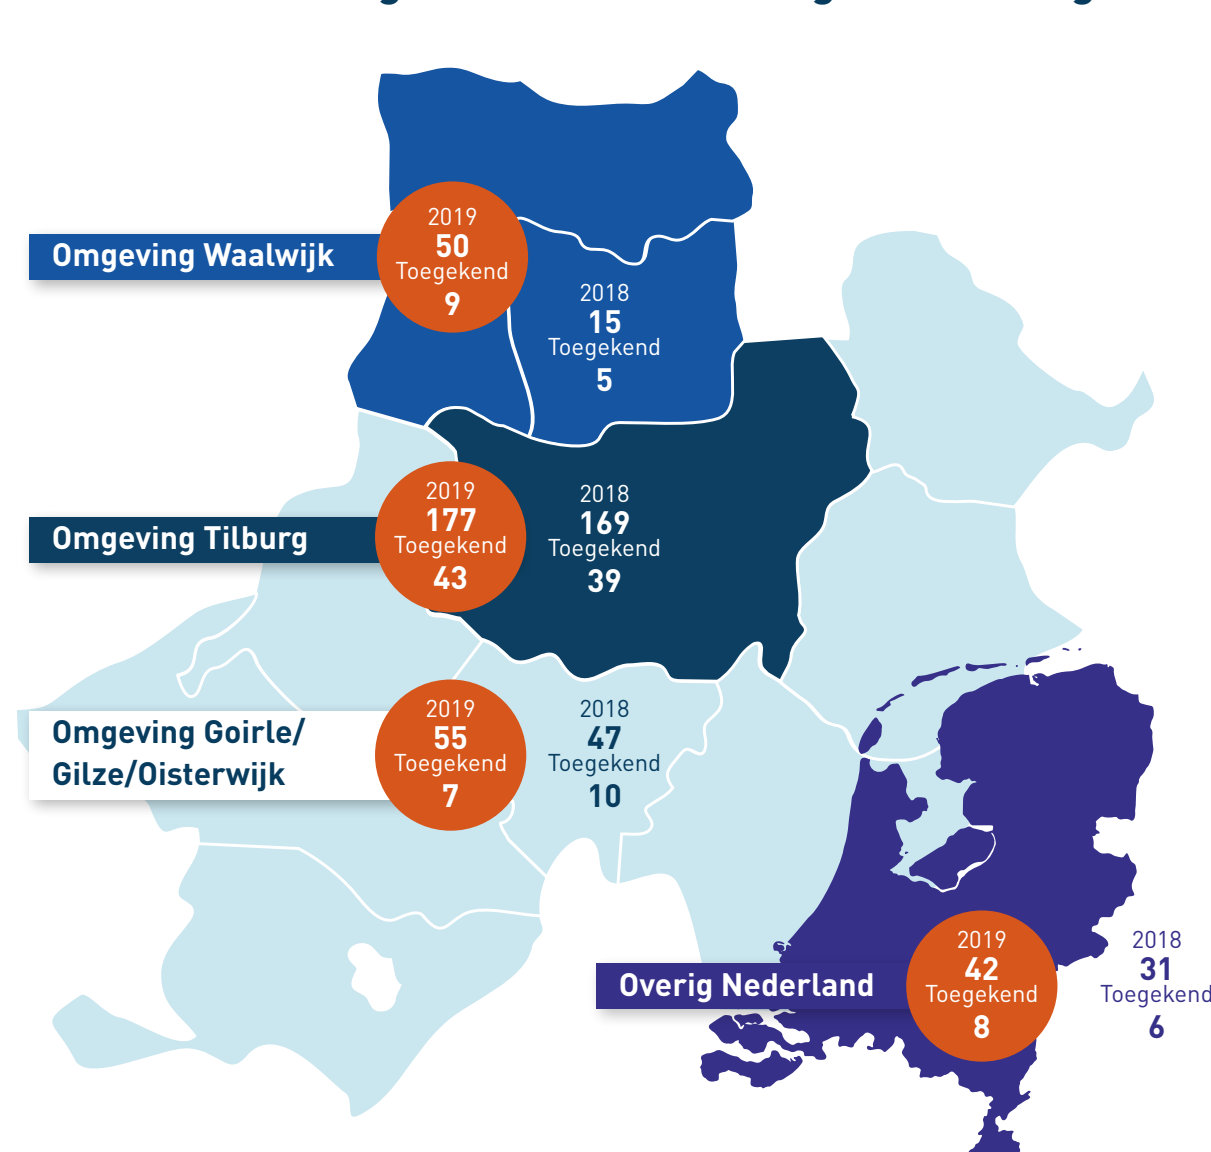 Omgeving Waalwijk
2019
50
Toegekend
9
2018
15
Toegekend
5
Omgeving Tilburg
2019
177
Toegekend
43
2018
169
Toegekend
39
Omgeving Goirle/
Gilze/Oisterwijk
2019
55
Toegekend
7
2018
47
Toegekend
10
Overig Nederland
2019
42
Toegekend
8
2018
31
Toegekend
6